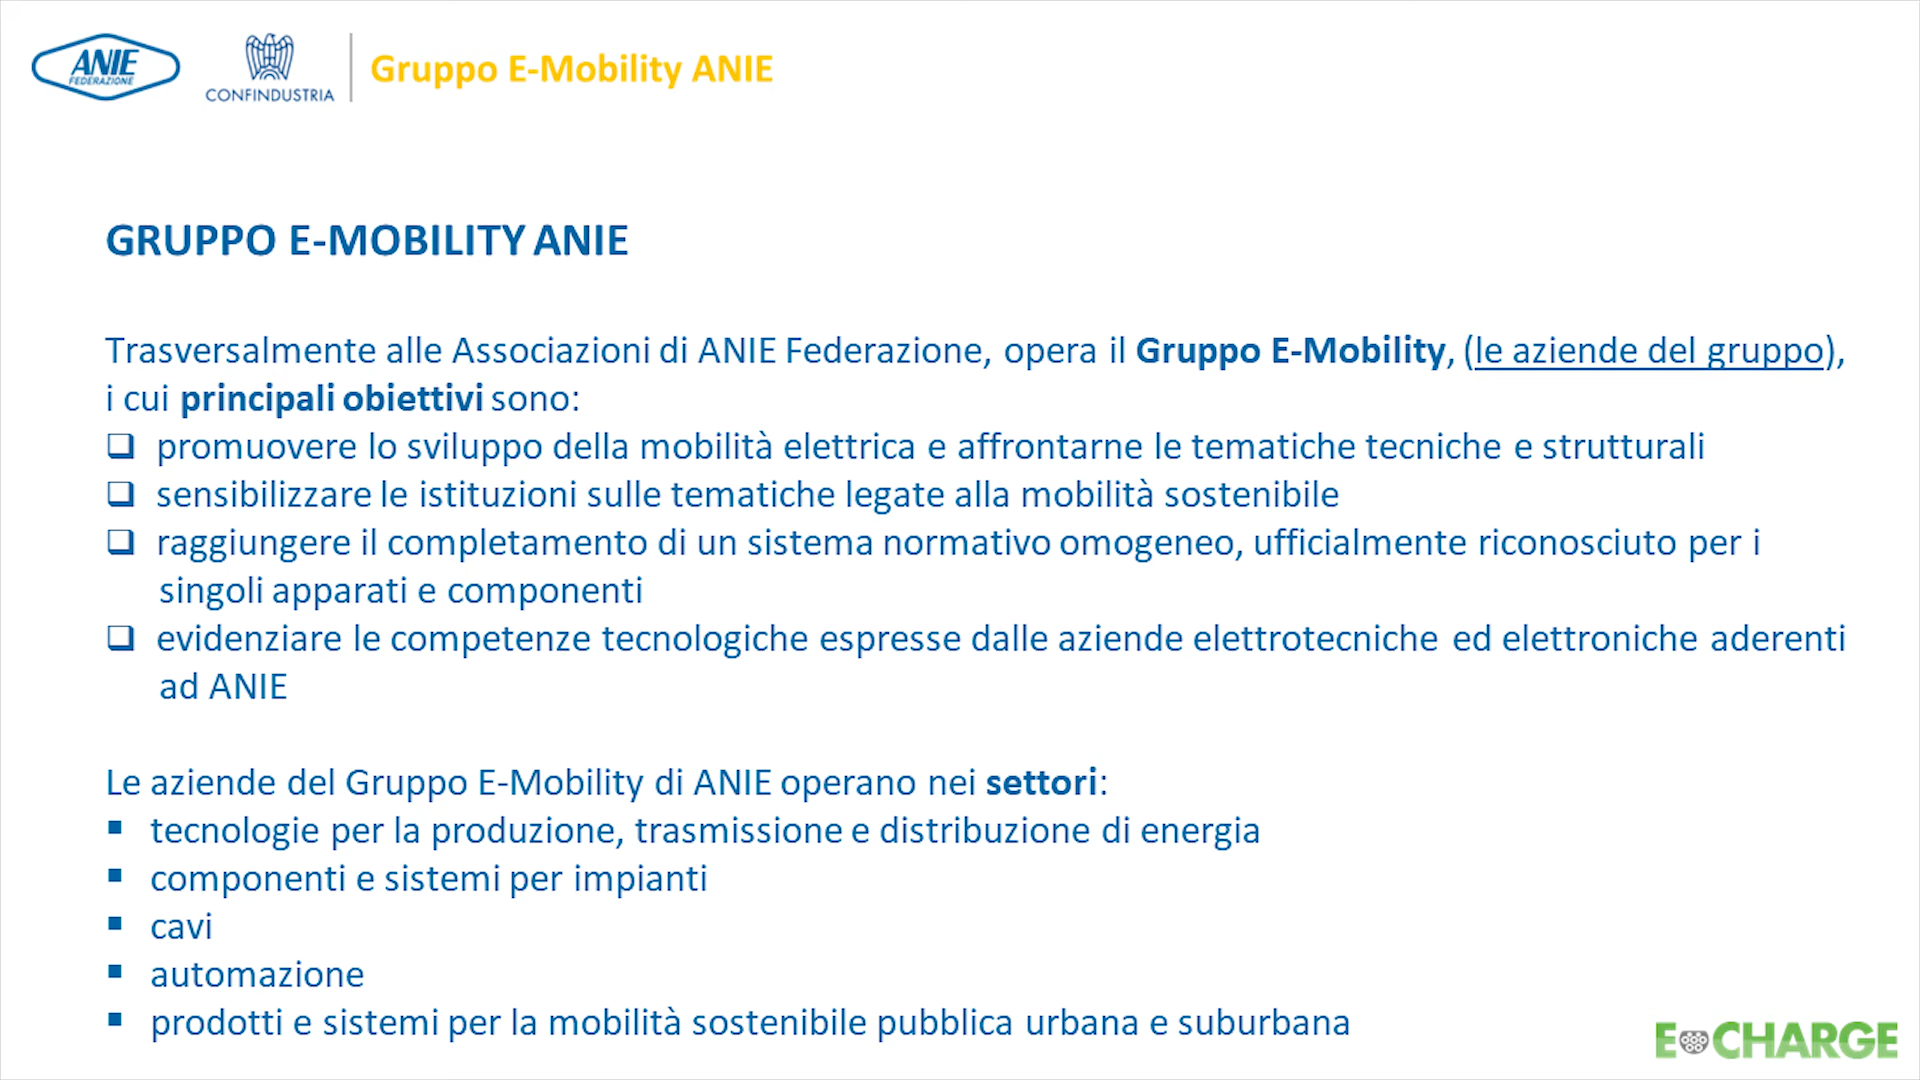 ANIE
FEDERAZIONE
CONFINDUSTRIA
Gruppo E-Mobility ANIE
GRUPPO E-MOBILITY ANIE
Trasversalmente alle Associazioni di ANIE Federazione, opera il Gruppo E-Mobility, (le aziende del gruppo),
i cui principali obiettivi sono:
❑ promuovere lo sviluppo della mobilità elettrica e affrontarne le tematiche tecniche e strutturali
❑ sensibilizzare le istituzioni sulle tematiche legate alla mobilità sostenibile
❑ raggiungere il completamento di un sistema normativo omogeneo, ufficialmente riconosciuto per i
singoli apparati e componenti
❑ evidenziare le competenze tecnologiche espresse dalle aziende elettrotecniche ed elettroniche aderenti
ad ANIE
Le aziende del Gruppo E-Mobility di ANIE operano nei settori:
▪ tecnologie per la produzione, trasmissione e distribuzione di energia
▪ componenti e sistemi per impianti
▪ cavi
▪ automazione
▪ prodotti e sistemi per la mobilità sostenibile pubblica urbana e suburbana
E CHARGE